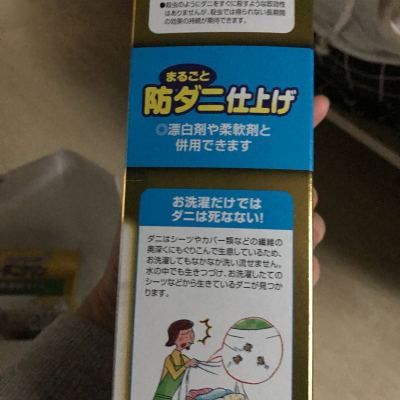 ●殺虫のようにダニをすぐに殺すような即効性
はありませんが、殺虫では得られない長期間
の効果の持続が期待できます。
まるごと
防ダニ仕上げ
◎漂白剤や柔軟剤と
併用できます
お洗濯だけでは
ダニは死なない!
ダニはシーツやカバー類などの繊維の
奥深くにもぐりこんで生息しているため、
お洗濯してもなかなか洗い流せません。
水の中でも生きつづけ、お洗濯したての
シーツなどから生きているダニが見つか
ります。